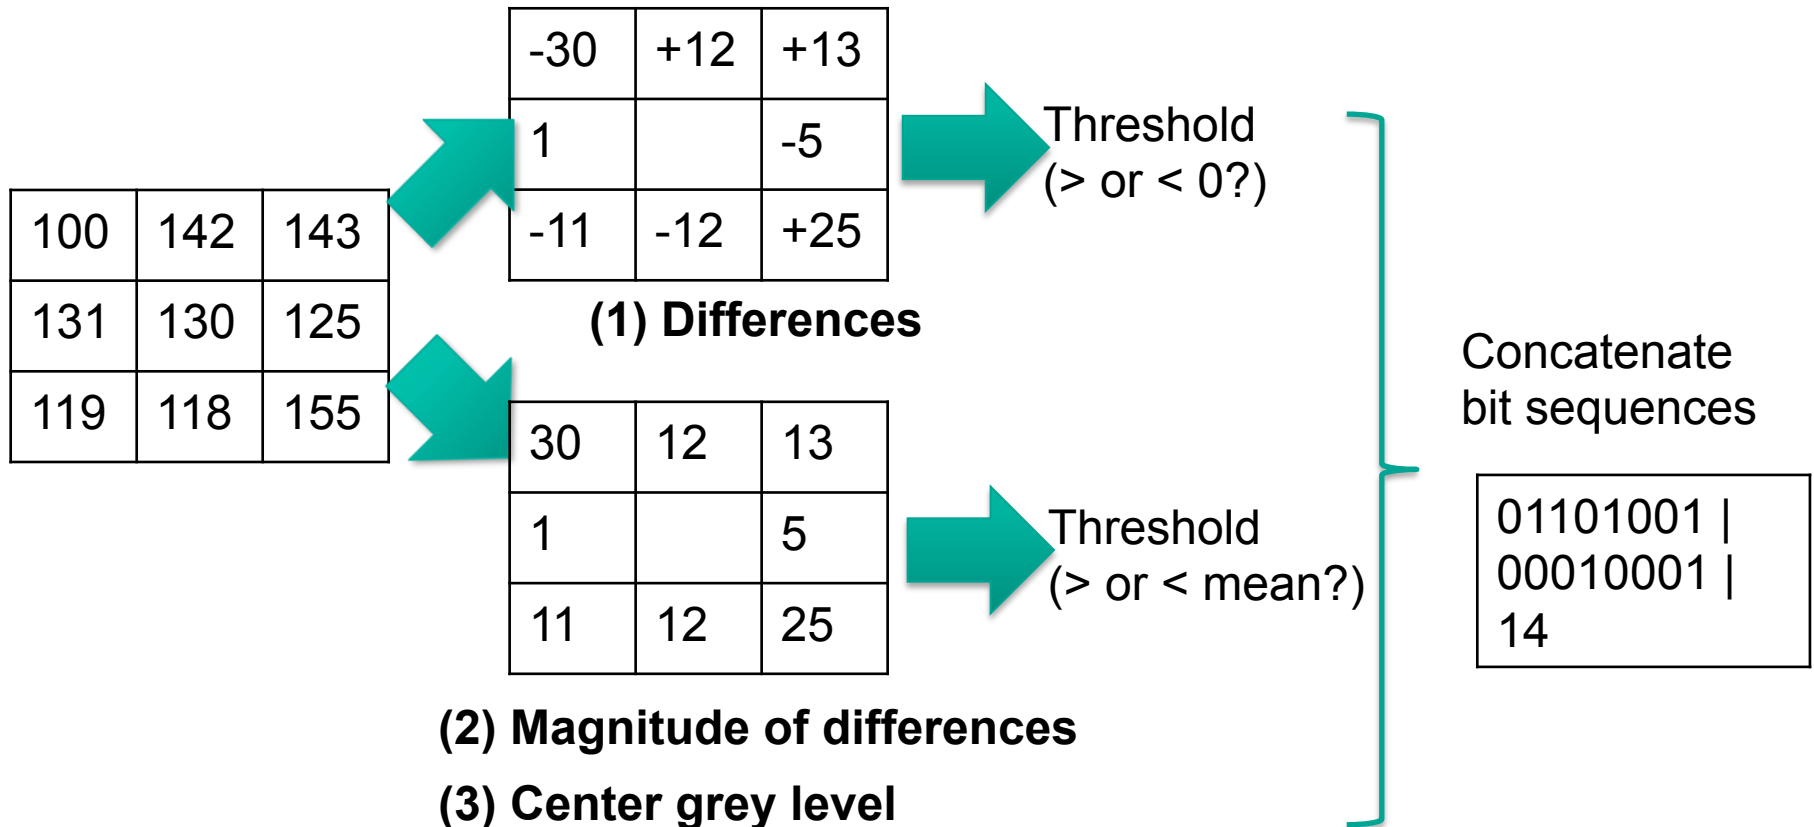 100 142 143
131 130 125
119 118 155
-30 +12 +13
1 -5
-11 -12 +25
(1) Differences
Threshold
(> or < 0?)
30 12 13
1 5
11 12 25
Threshold
(> or < mean?)
(2) Magnitude of differences
(3) Center grey level
Concatenate
bit sequences
01101001 |
00010001 |
14